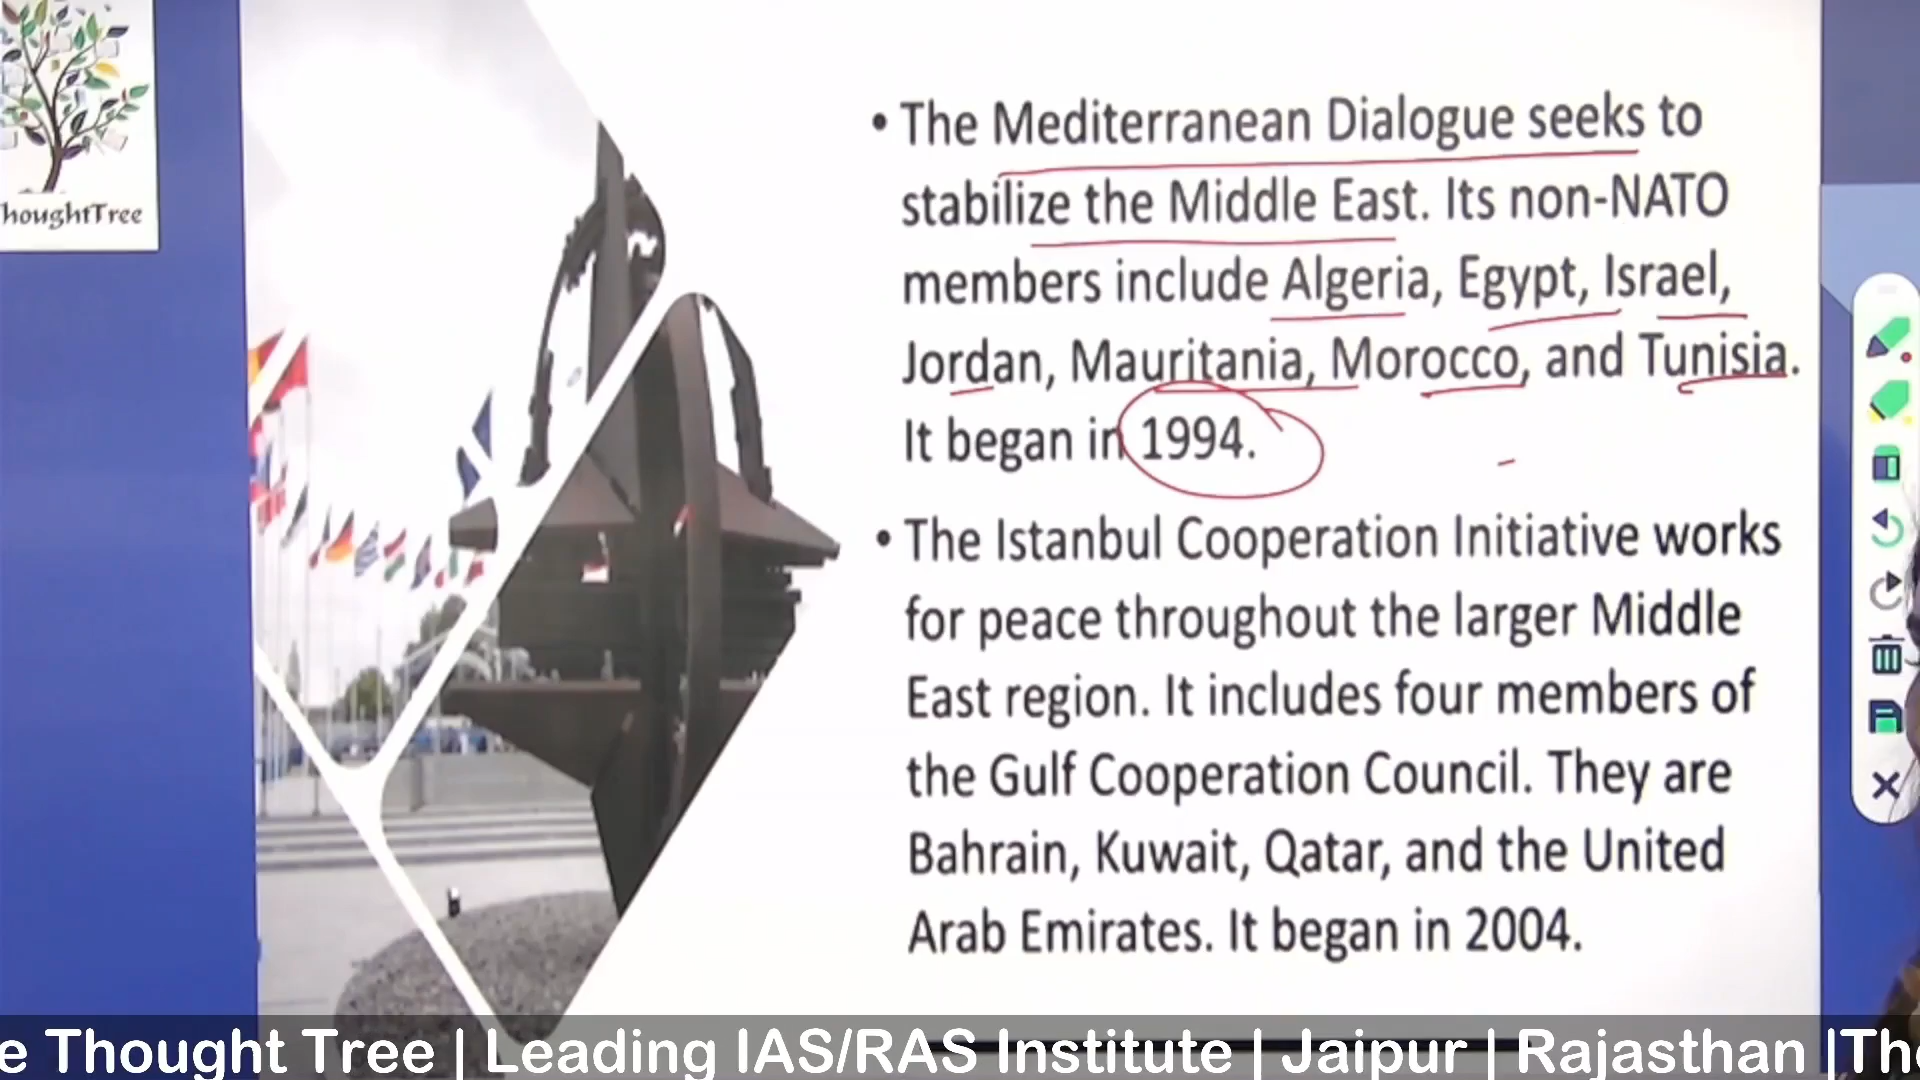 houghtTree
• The Mediterranean Dialogue seeks to
stabilize the Middle East. Its non-NATO
members include Algeria, Egypt, Israel,
Jordan, Mauritania, Morocco, and Tunisia.
It began in 1994.
• The Istanbul Cooperation Initiative works
for peace throughout the larger Middle
East region. It includes four members of
the Gulf Cooperation Council. They are
Bahrain, Kuwait, Qatar, and the United
Arab Emirates. It began in 2004.
e Thought Tree | Leading IAS/RAS Institute | Jaipur | Rajasthan |The